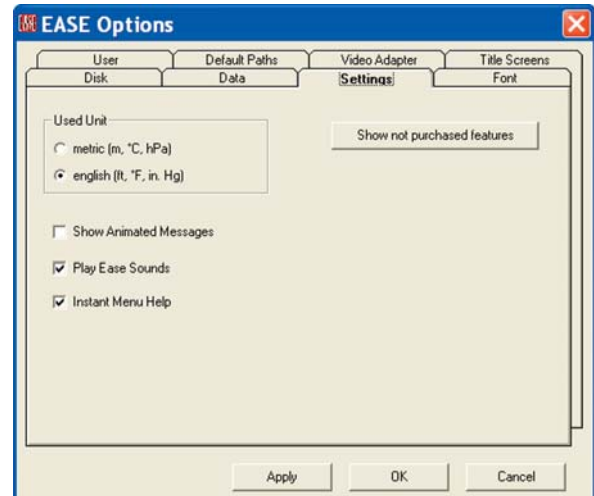 EASE Options
User Default Paths Video Adapter Title Screens
Disk Data Settings Font
Used Unit
metric (m, °C, hPa)
english (ft, °F, in. Hg)
Show not purchased features
Show Animated Messages
Play Ease Sounds
Instant Menu Help
Apply OK Cancel